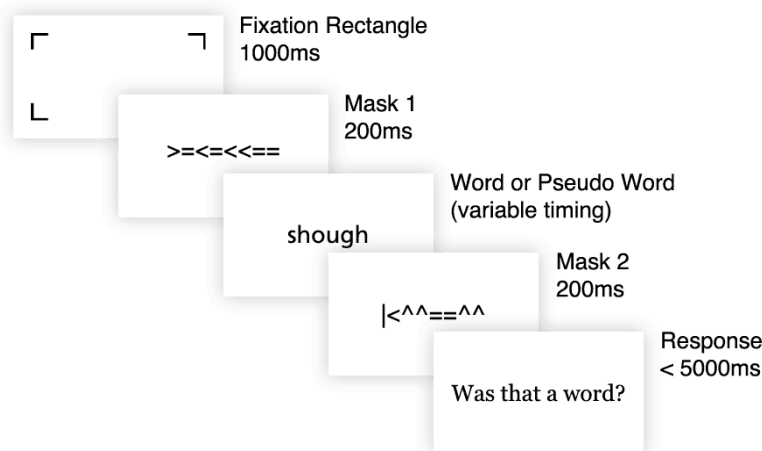 Fixation Rectangle
1000ms
Mask 1
200ms
>=<=<<==
Word or Pseudo Word
(variable timing)
shough
Mask 2
200ms
|<^^==^^
Response
< 5000ms
Was that a word?